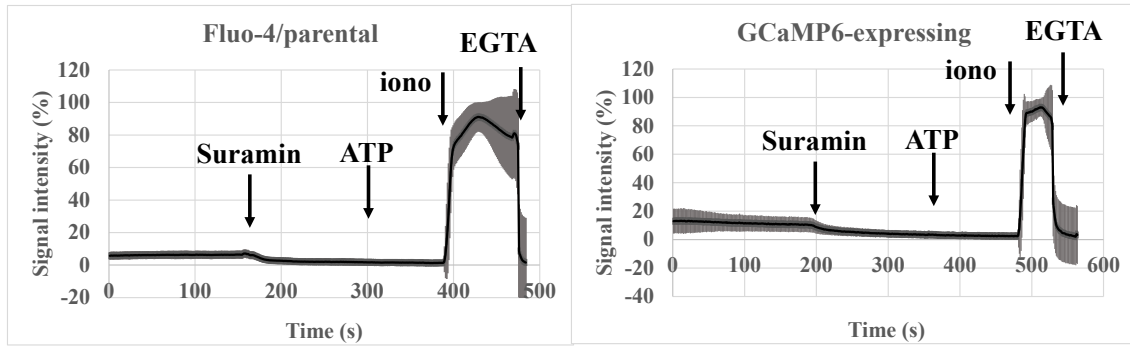 Fluo-4/parental
EGTA
iono
Suramin
ATP
Signal intensity (%)
120
100
80
60
40
20
0
-20
0
100
200
300
400
500
Time (s)
GCaMP6-expressing
EGTA
iono
Suramin
ATP
Signal intensity (%)
120
100
80
60
40
20
0
-20
-40
0
100
200
300
400
500
600
Time (s)